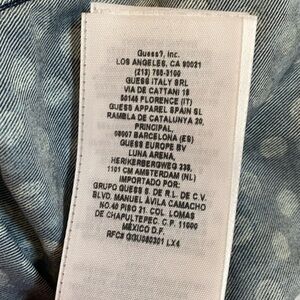 Guess?, Inc.
LOS ANGELES, CA 90021
(213) 765-3100
GUESS ITALY SRL
VIA DE CATTANI 18
50145 FLORENCE (IT)
GUESS APPAREL SPAIN SL
RAMBLA DE CATALUNYA 20,
PRINCIPAL,
08007 BARCELONA (ES)
GUESS EUROPE BV
LUNA ARENA,
HERIKERBERGWEG 238,
1101 CM AMSTERDAM (NL)
IMPORTADO POR:
GRUPO GUESS S. DE R.L. DE C.V.
BLVD. MANUEL ÁVILA CAMACHO
NO.40 PISO 21. COL. LOMAS
DE CHAPULTEPEC. C.P. 11000
MÉXICO D.F.
RFC# GGU060301 LX4